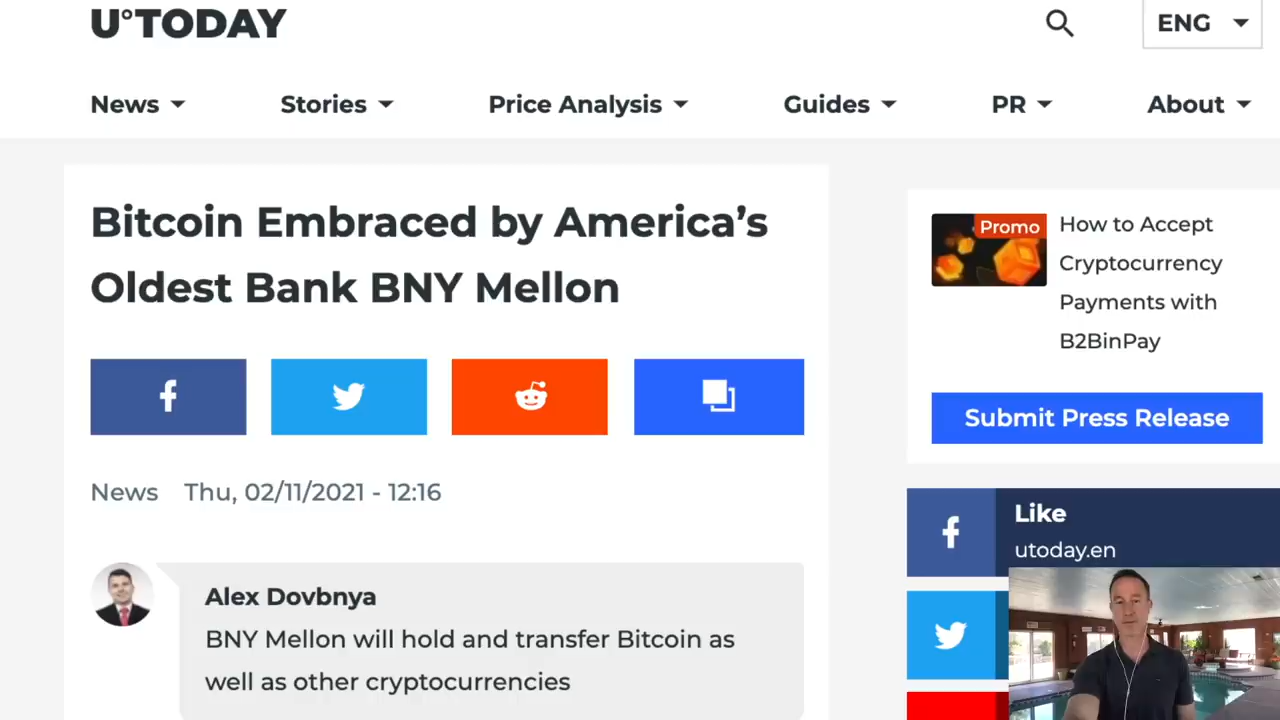 U°TODAY
ENG
News
Stories
Price Analysis
Guides
PR
About
Bitcoin Embraced by America’s
Oldest Bank BNY Mellon
News Thu, 02/11/2021 - 12:16
Alex Dovbnya
BNY Mellon will hold and transfer Bitcoin as
well as other cryptocurrencies
Promo
How to Accept
Cryptocurrency
Payments with
B2BinPay
Submit Press Release
Like
utoday.en